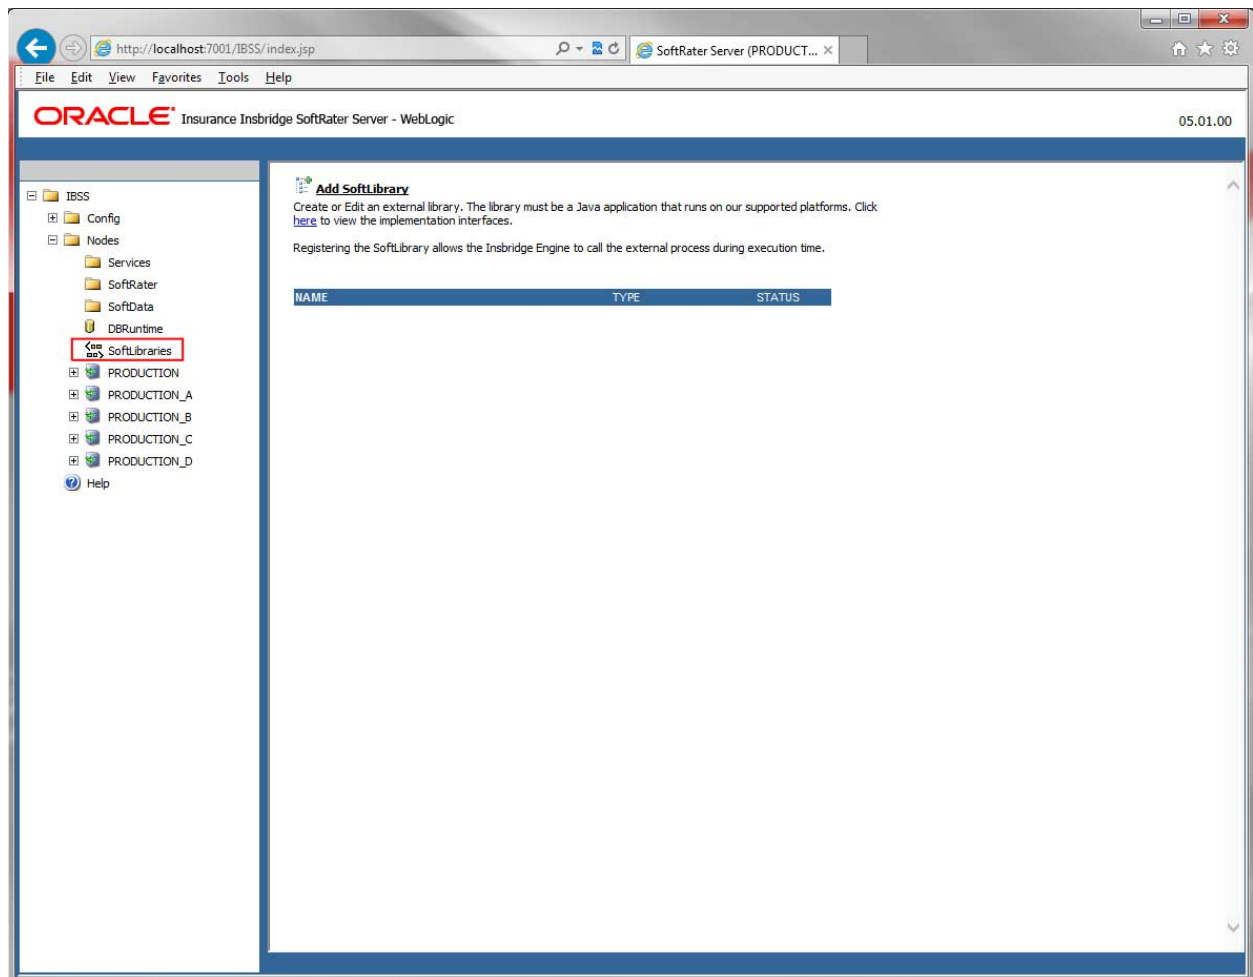 http://localhost:7001/IBSS/index.jsp
SoftRater Server (PRODUCT...
File Edit View Favorites Tools Help
ORACLE Insurance Insbridge SoftRater Server - WebLogic
05.01.00
IBSS
Config
Nodes
Services
SoftRater
SoftData
DBRuntime
SoftLibraries
PRODUCTION
PRODUCTION_A
PRODUCTION_B
PRODUCTION_C
PRODUCTION_D
Help
Add SoftLibrary
Create or Edit an external library. The library must be a Java application that runs on our supported platforms. Click
here to view the implementation interfaces.
Registering the SoftLibrary allows the Insbridge Engine to call the external process during execution time.
NAME TYPE STATUS